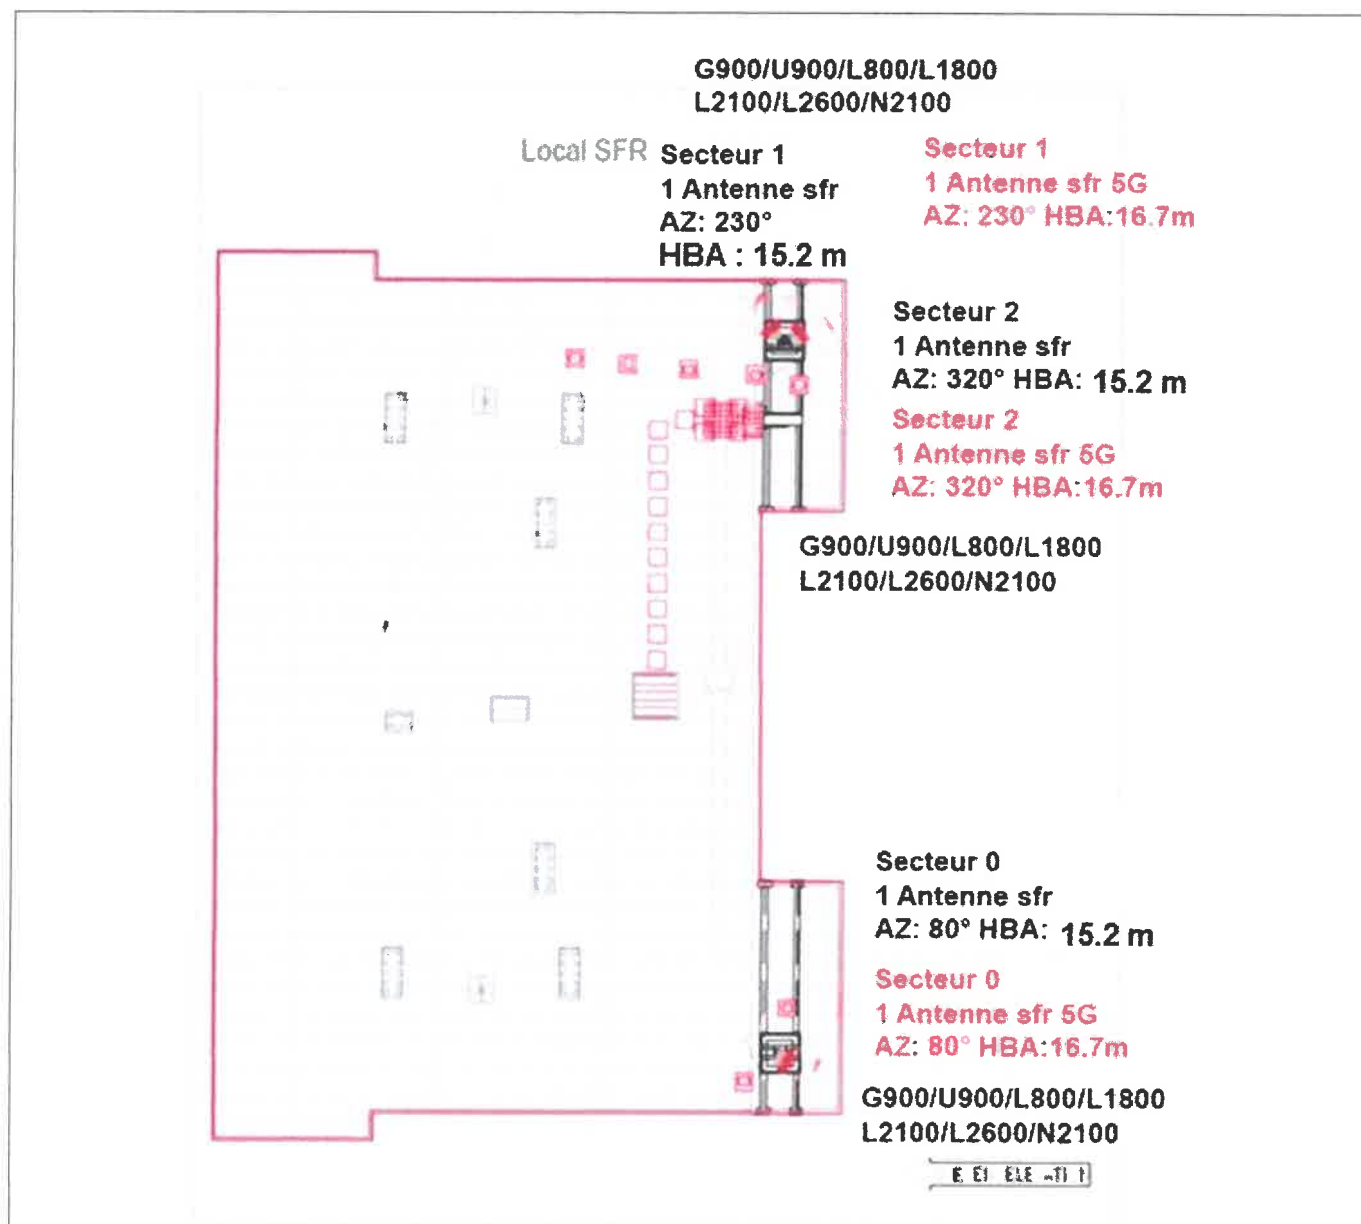 G900/U900/L800/L1800
L2100/L2600/N2100
Local SFR
Secteur 1
1 Antenne sfr
AZ: 230°
HBA : 15.2 m
Secteur 1
1 Antenne sfr 5G
AZ: 230° HBA:16.7m
Secteur 2
1 Antenne sfr
AZ: 320° HBA: 15.2 m
Secteur 2
1 Antenne sfr 5G
AZ: 320° HBA:16.7m
G900/U900/L800/L1800
L2100/L2600/N2100
Secteur 0
1 Antenne sfr
AZ: 80° HBA: 15.2 m
Secteur 0
1 Antenne sfr 5G
AZ: 80° HBA:16.7m
G900/U900/L800/L1800
L2100/L2600/N2100